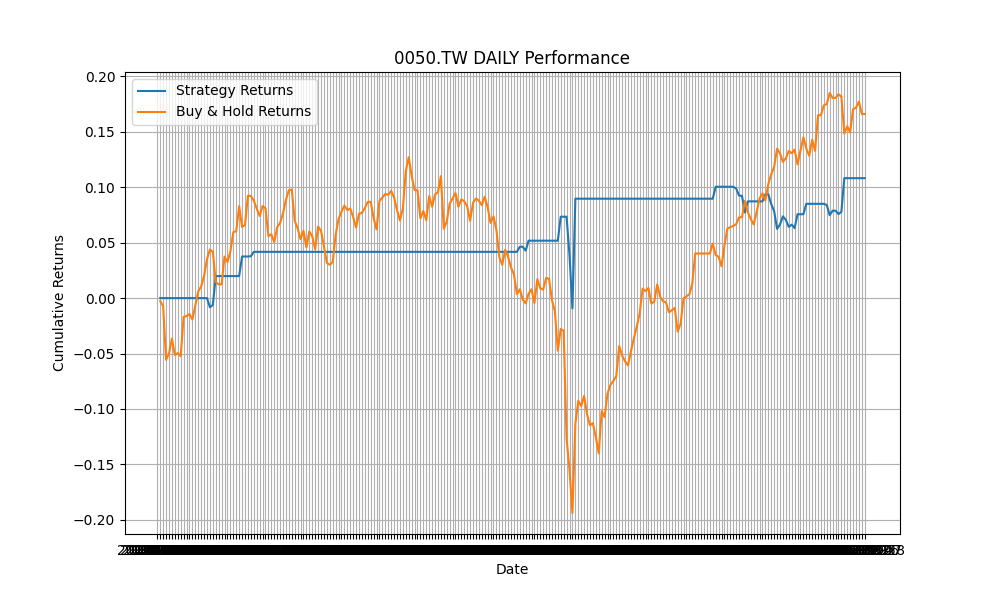 0050.TW DAILY Performance
Strategy Returns
Buy & Hold Returns
0.20
0.15
0.10
0.05
0.00
−0.05
−0.10
−0.15
−0.20
Cumulative Returns
Date